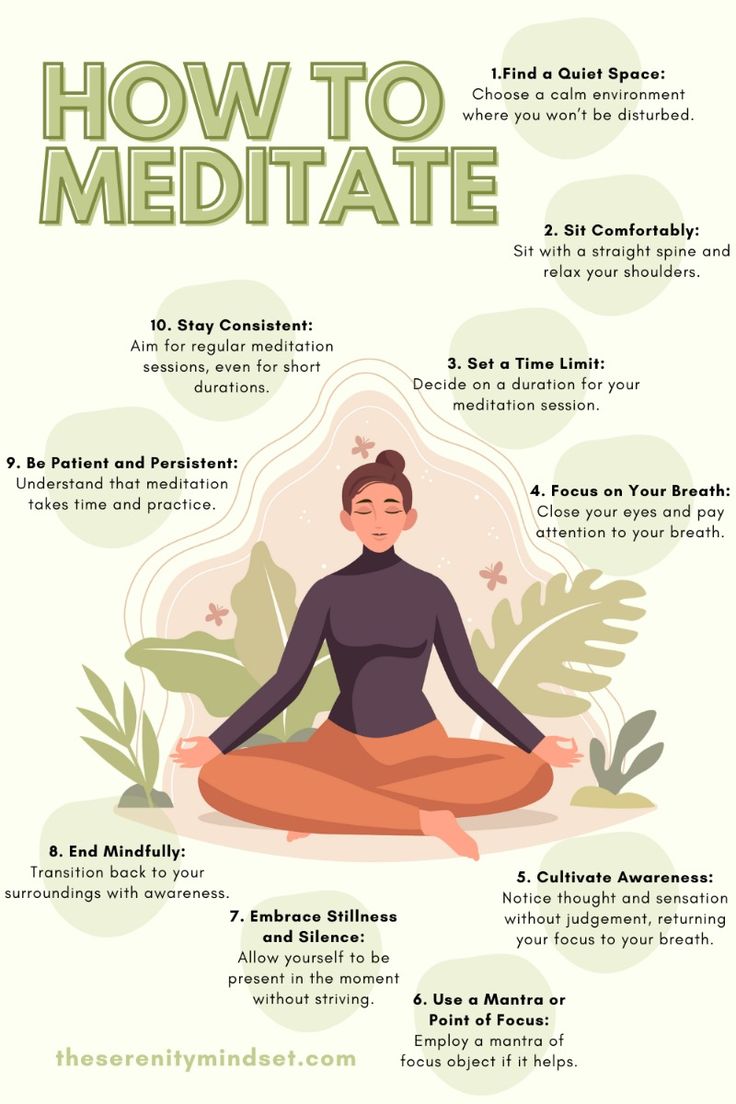 HOW TO
MEDITATE
1.Find a Quiet Space:
Choose a calm environment
where you won't be disturbed.
2. Sit Comfortably:
Sit with a straight spine and
relax your shoulders.
3. Set a Time Limit:
Decide on a duration for your
meditation session.
4. Focus on Your Breath:
Close your eyes and pay
attention to your breath.
5. Cultivate Awareness:
Notice thought and sensation
without judgement, returning
your focus to your breath.
6. Use a Mantra or
Point of Focus:
Employ a mantra of
focus object if it helps.
7. Embrace Stillness
and Silence:
Allow yourself to be
present in the moment
without striving.
8. End Mindfully:
Transition back to your
surroundings with awareness.
9. Be Patient and Persistent:
Understand that meditation
takes time and practice.
10. Stay Consistent:
Aim for regular meditation
sessions, even for short
durations.
theserenitymindset.com